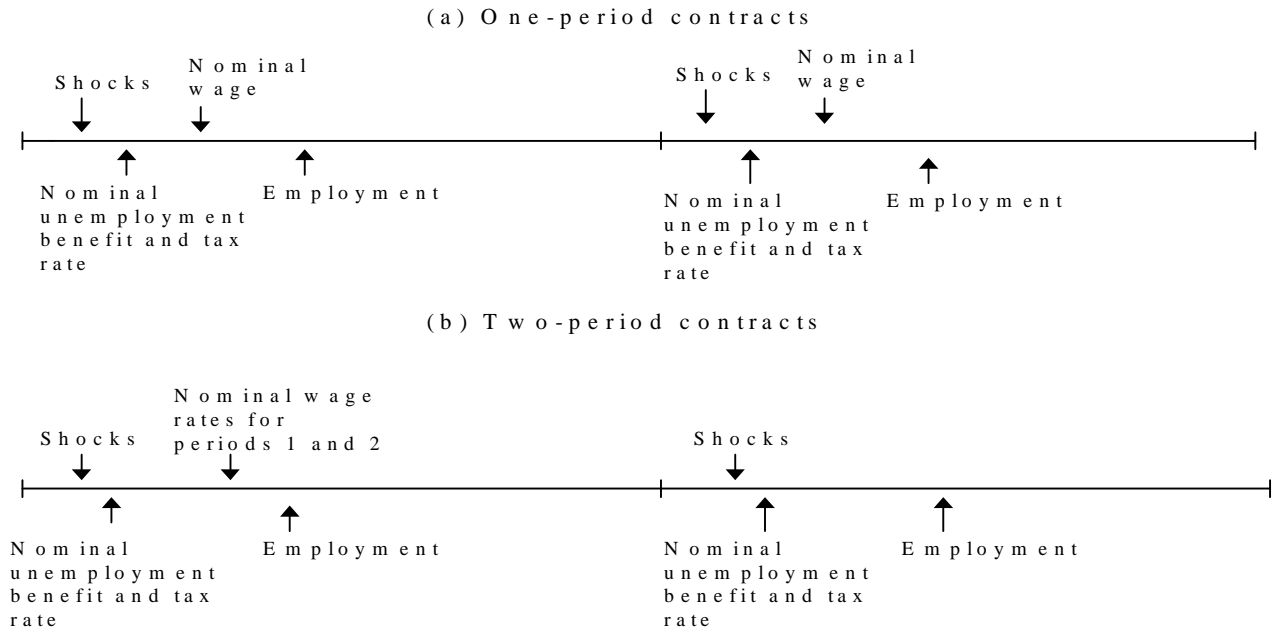 (a) One-period contracts
Shocks
Nominal
wage
Shocks
Nominal
wage
Nominal
unemployment
benefit and tax
rate
Employment
Nominal
unemployment
benefit and tax
rate
Employment
(b) Two-period contracts
Shocks
Nominal wage
rates for
periods 1 and 2
Shocks
Nominal
unemployment
benefit and tax
rate
Employment
Nominal
unemployment
benefit and tax
rate
Employment